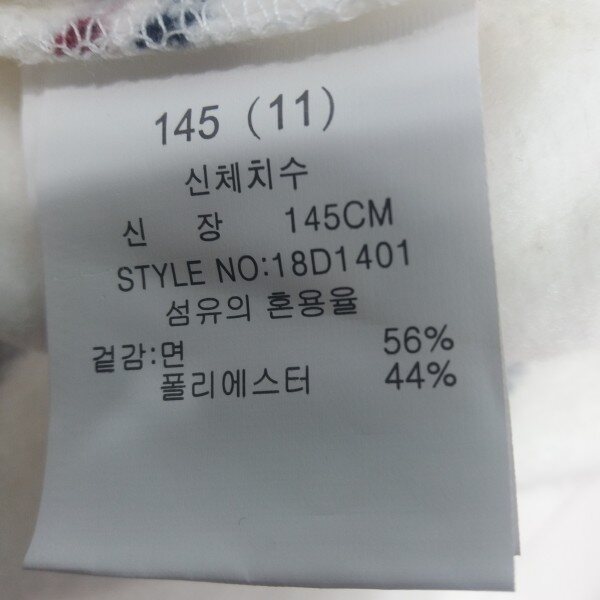 145 (11)
신체치수
신 장 145CM
STYLE NO:18D1401
섬유의 혼용율
겉감:면 56%
폴리에스터 44%